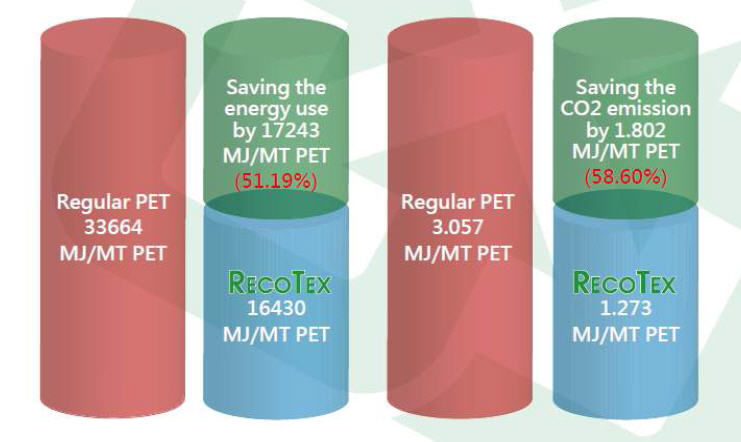 Regular PET
33664
MJ/MT PET
Saving the
energy use
by 17243
MJ/MT PET
(51.19%)
RECOTEX
16430
MJ/MT PET
Regular PET
3.057
MJ/MT PET
Saving the
CO2 emission
by 1.802
MJ/MT PET
(58.60%)
RECOTEX
1.273
MJ/MT PET